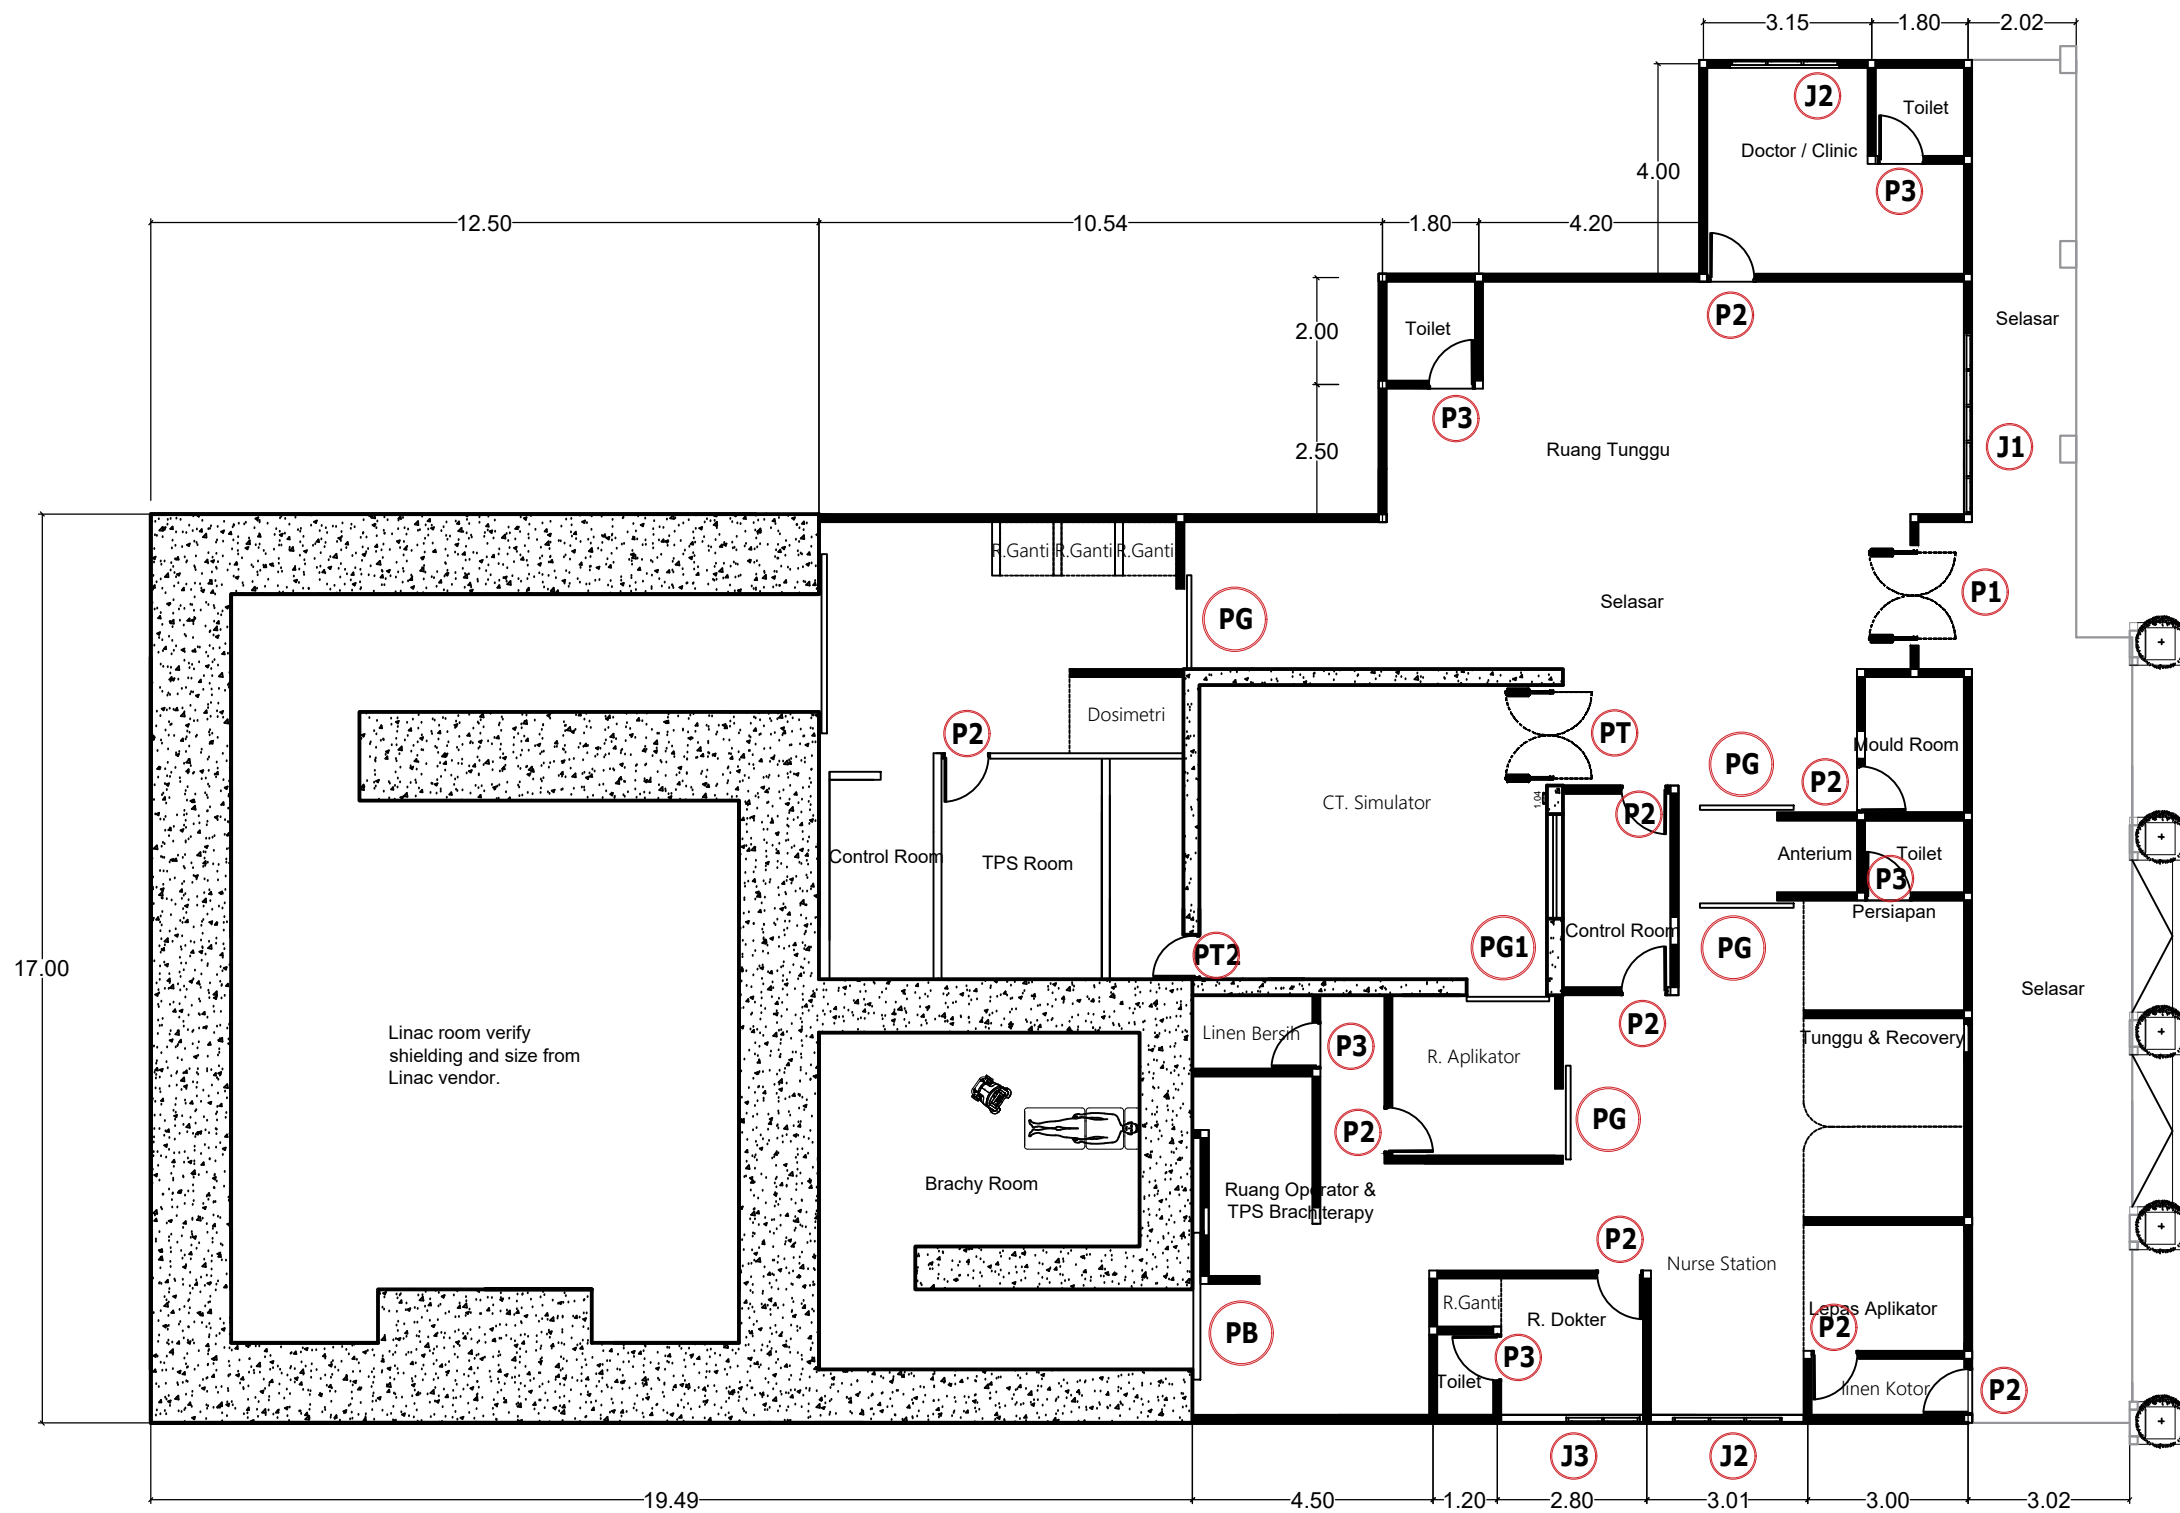 3.15
1.80
2.02
J2
Toilet
Doctor / Clinic
4.00
P3
12.50
10.54
1.80
4.20
P2
Selasar
2.00
Toilet
P3
J1
2.50
Ruang Tunggu
R.Ganti
R.Ganti
R.Ganti
P1
Selasar
PG
Dosimetri
P2
PT
Mould Room
PG
P2
CT. Simulator
1.04
P2
Control Room
TPS Room
Anterium
Toilet
P3
Persiapan
Control Room
PG1
PG
PT2
17.00
Selasar
Linac room verify
shielding and size from
Linac vendor.
Linen Bersih
P3
R. Aplikator
P2
Tunggu & Recovery
PG
P2
Brachy Room
Ruang Operator &
TPS Brachiterapy
P2
Nurse Station
R.Ganti
R. Dokter
Lepas Aplikator
P2
PB
P3
Toilet
linen Kotor
P2
J3
J2
19.49
4.50
1.20
2.80
3.01
3.00
3.02